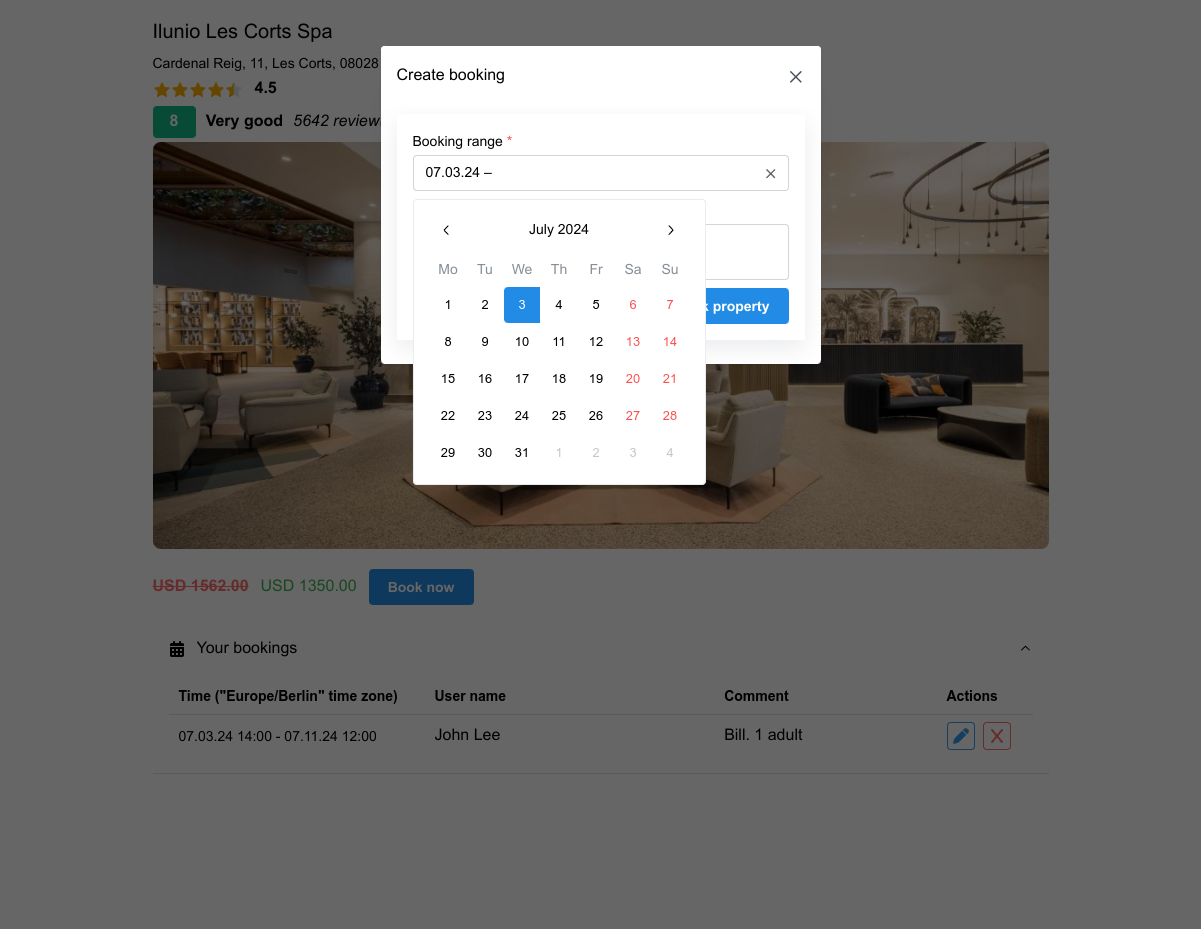 Ilunio Les Corts Spa
Cardenal Reig, 11, Les Corts, 08028
4.5
8 Very good 5642
Create booking
Booking range *
07.03.24 –
July 2024
Mo Tu We Th Fr Sa Su
1 2 3 4 5 6 7
8 9 10 11 12 13 14
15 16 17 18 19 20 21
22 23 24 25 26 27 28
29 30 31 1 2 3 4
property
USD 1562.00 USD 1350.00 Book now
Your bookings
Time ("Europe/Berlin" time zone) User name Comment Actions
07.03.24 14:00 - 07.11.24 12:00 John Lee Bill. 1 adult